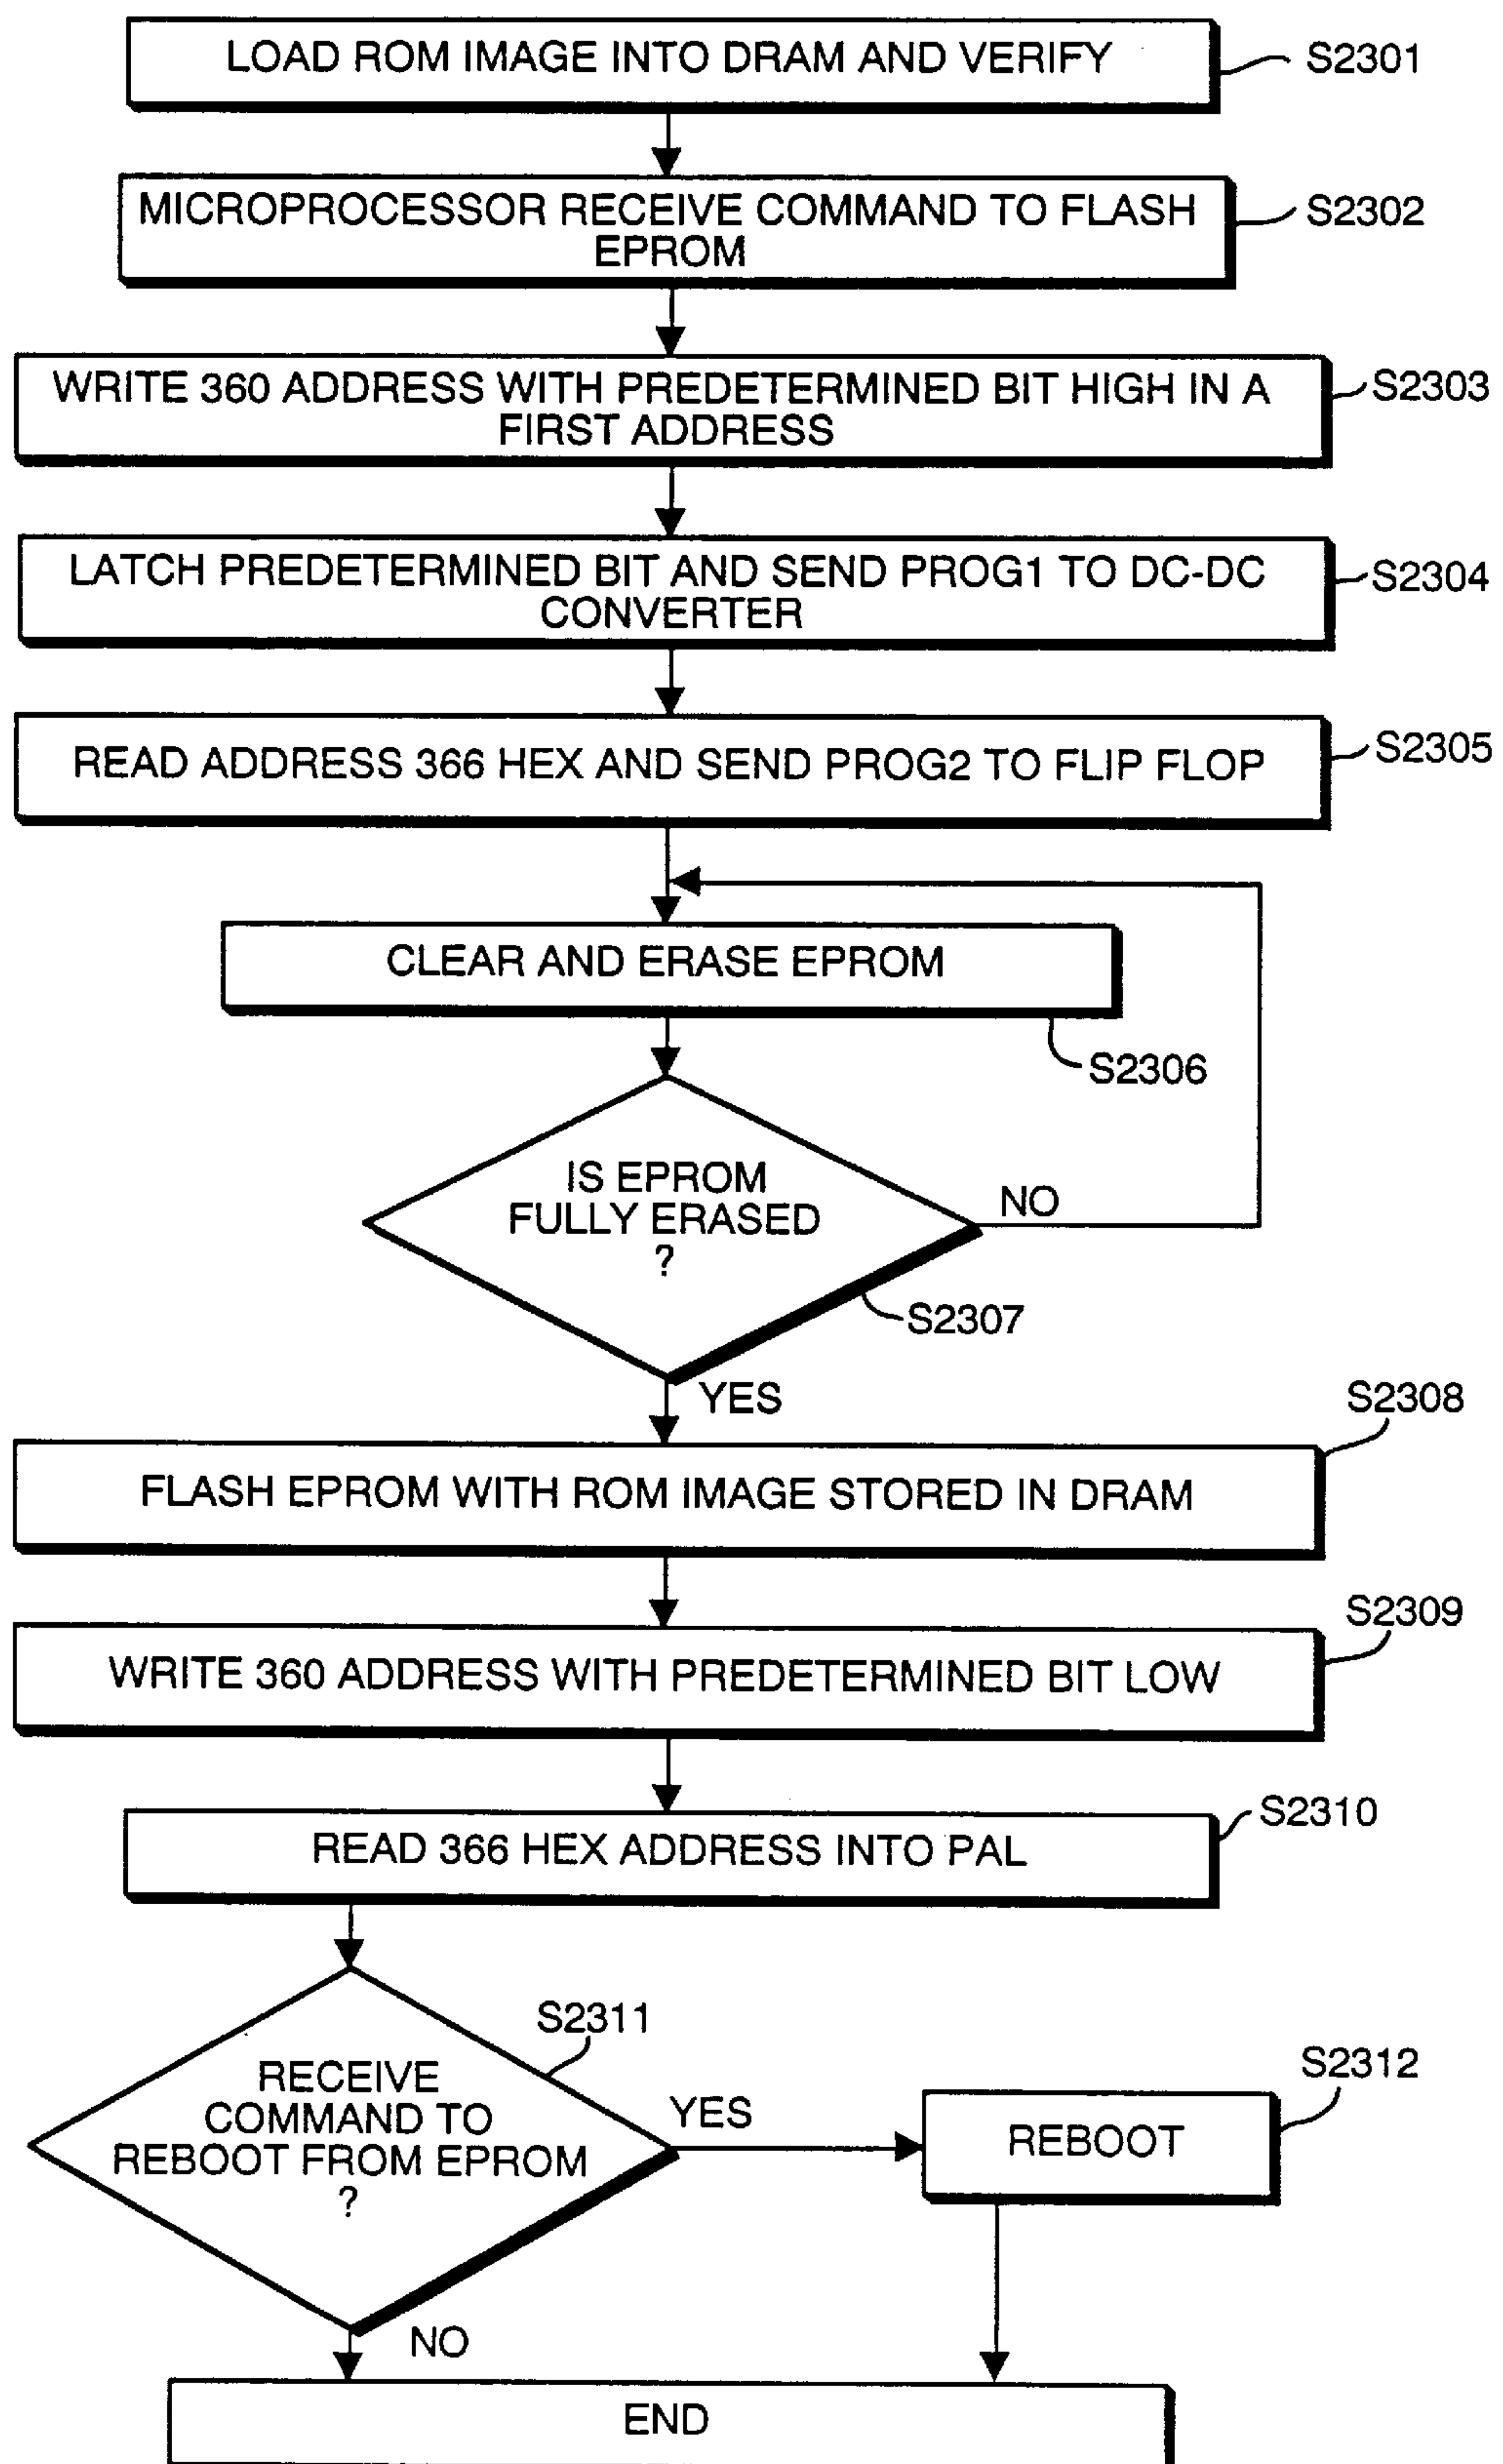 LOAD ROM IMAGE INTO DRAM AND VERIFY
S2301
MICROPROCESSOR RECEIVE COMMAND TO FLASH
EPROM
S2302
WRITE 360 ADDRESS WITH PREDETERMINED BIT HIGH IN A
FIRST ADDRESS
S2303
LATCH PREDETERMINED BIT AND SEND PROG1 TO DC-DC
CONVERTER
S2304
READ ADDRESS 366 HEX AND SEND PROG2 TO FLIP FLOP
S2305
CLEAR AND ERASE EPROM
S2306
IS EPROM
FULLY ERASED
?
NO
S2307
YES
S2308
FLASH EPROM WITH ROM IMAGE STORED IN DRAM
S2309
WRITE 360 ADDRESS WITH PREDETERMINED BIT LOW
S2310
READ 366 HEX ADDRESS INTO PAL
S2311
RECEIVE
COMMAND TO
REBOOT FROM EPROM
?
YES
S2312
REBOOT
NO
END